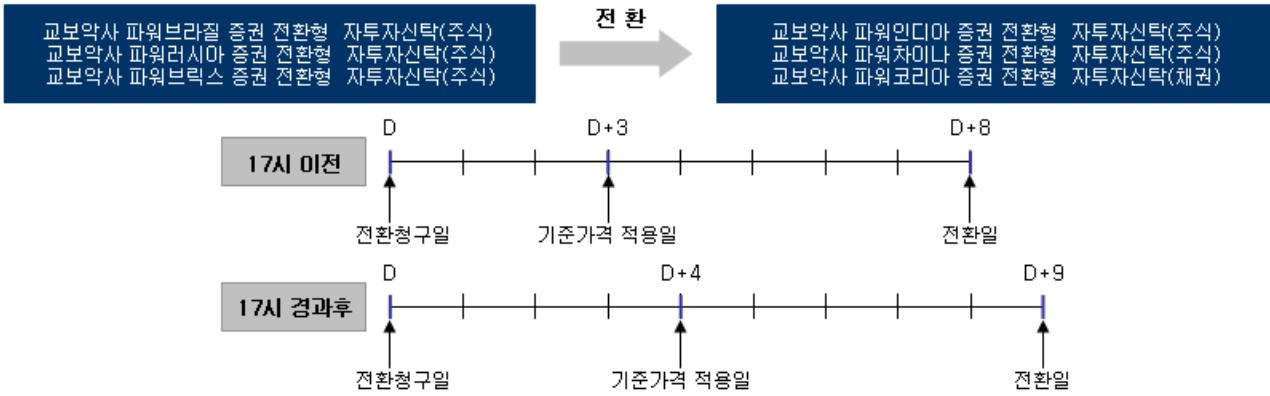 교보악사 파워브라질 증권 전환형 자투자신탁(주식)
교보악사 파워러시아 증권 전환형 자투자신탁(주식)
교보악사 파워브릭스 증권 전환형 자투자신탁(주식)
전 환
교보악사 파워인디아 증권 전환형 자투자신탁(주식)
교보악사 파워차이나 증권 전환형 자투자신탁(주식)
교보악사 파워코리아 증권 전환형 자투자신탁(채권)
D D+3 D+8
17시 이전
전환청구일 기준가격 적용일 전환일
D D+4 D+9
17시 경과후
전환청구일 기준가격 적용일 전환일